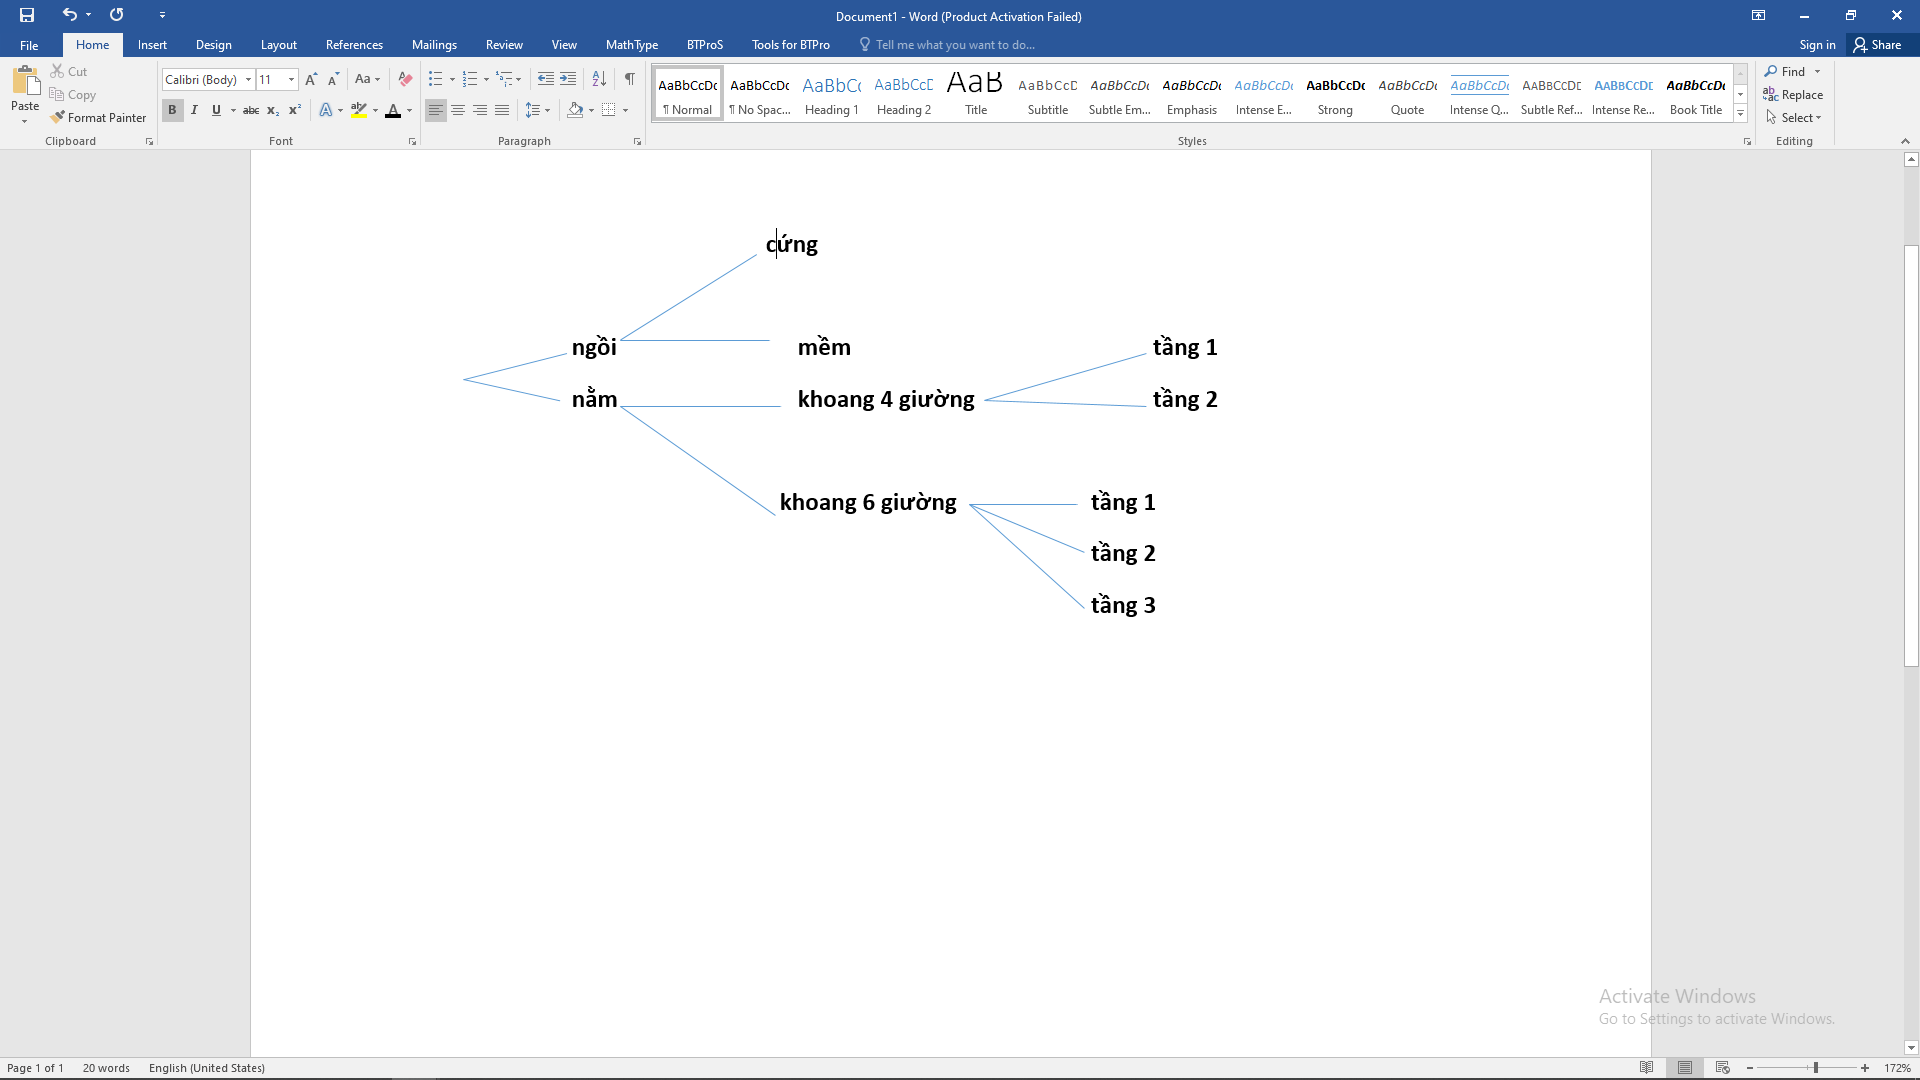 Document1 - Word (Product Activation Failed)
File Home Insert Design Layout References Mailings Review View MathType BTProS Tools for BTPro Tell me what you want to do... Sign in Share
Paste Cut Copy Format Painter
Calibri (Body) 11
AaBbCcDc AaBbCcDc AaBbCc AaBbCcD AaB AaBbCcD AaBbCcDc AaBbCcDc AaBbCcDc AaBbCcDc AaBbCcDc AaBbCcDc AABBCCDE AABBCCDE AaBbCcDc
¶ Normal ¶ No Spac... Heading 1 Heading 2 Title Subtitle Subtle Em... Emphasis Intense E... Strong Quote Intense Q... Subtle Ref... Intense Re... Book Title
Find Replace Select
Clipboard Font Paragraph Styles Editing
cứng
ngồi mềm tầng 1
nằm khoang 4 giường tầng 2
khoang 6 giường tầng 1
tầng 2
tầng 3
Activate Windows
Go to Settings to activate Windows.
Page 1 of 1 20 words English (United States) 172%